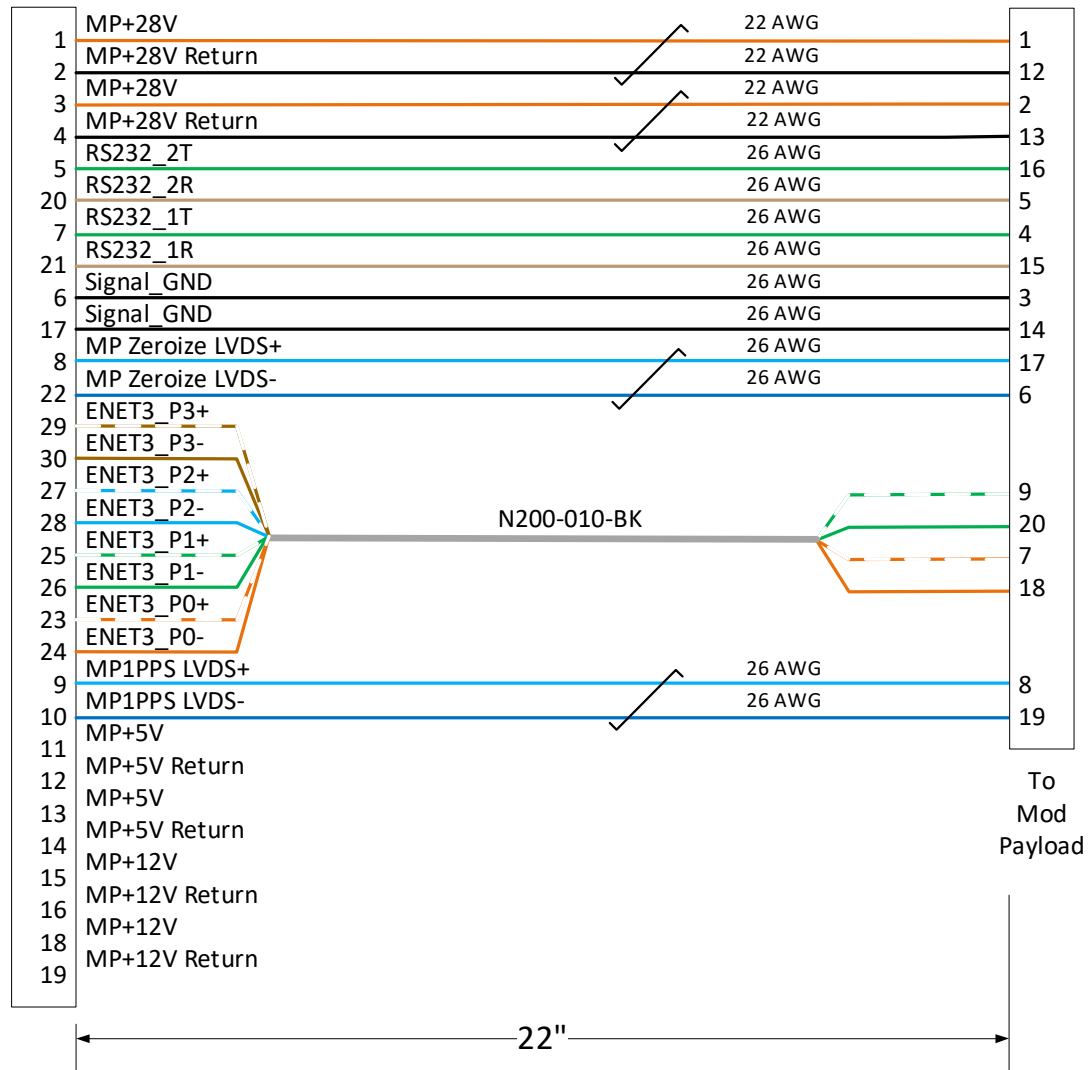 MP+28V 22 AWG
1 1
MP+28V Return 22 AWG
2 12
MP+28V 22 AWG
3 2
MP+28V Return 22 AWG
4 13
RS232_2T 26 AWG
5 16
RS232_2R 26 AWG
20 5
RS232_1T 26 AWG
7 4
RS232_1R 26 AWG
21 15
Signal_GND 26 AWG
6 3
Signal_GND 26 AWG
17 14
MP Zeroize LVDS+ 26 AWG
8 17
MP Zeroize LVDS- 26 AWG
22 6
ENET3_P3+
29
ENET3_P3-
30
ENET3_P2+
27 9
ENET3_P2- N200-010-BK
28 20
ENET3_P1+
25 7
ENET3_P1-
26 18
ENET3_P0+
23
ENET3_P0-
24
MP1PPS LVDS+ 26 AWG
9 8
MP1PPS LVDS- 26 AWG
10 19
MP+5V
11
MP+5V Return
12
MP+5V
13
MP+5V Return
14
MP+12V
15
MP+12V Return
16
MP+12V
18
MP+12V Return
19
To
Mod
Payload
22"